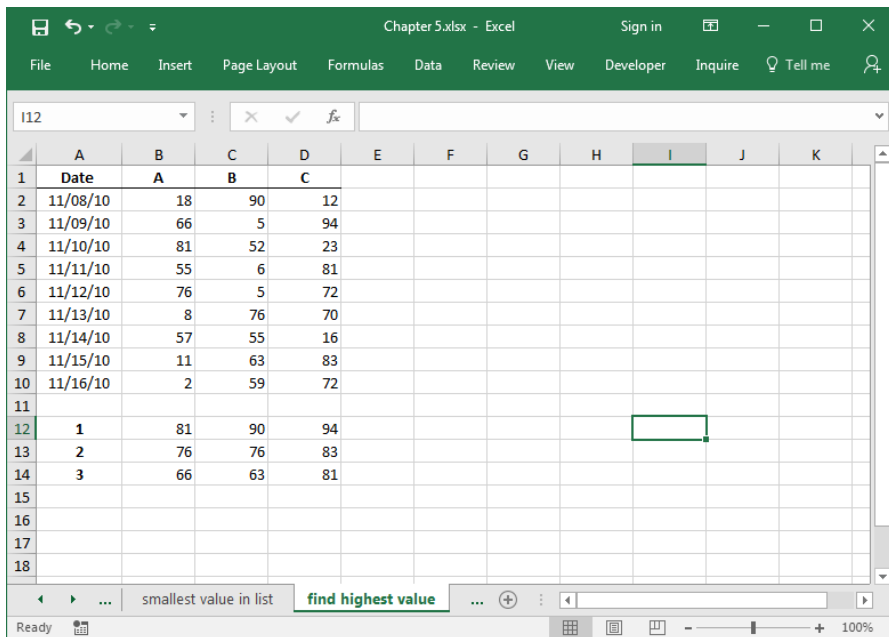 Chapter 5.xlsx - Excel Sign in
File Home Insert Page Layout Formulas Data Review View Developer Inquire Tell me
I12 fx
A B C D E F G H I J K
1 Date A B C
2 11/08/10 18 90 12
3 11/09/10 66 5 94
4 11/10/10 81 52 23
5 11/11/10 55 6 81
6 11/12/10 76 5 72
7 11/13/10 8 76 70
8 11/14/10 57 55 16
9 11/15/10 11 63 83
10 11/16/10 2 59 72
11
12 1 81 90 94
13 2 76 76 83
14 3 66 63 81
15
16
17
18
... smallest value in list find highest value ...
Ready 100%